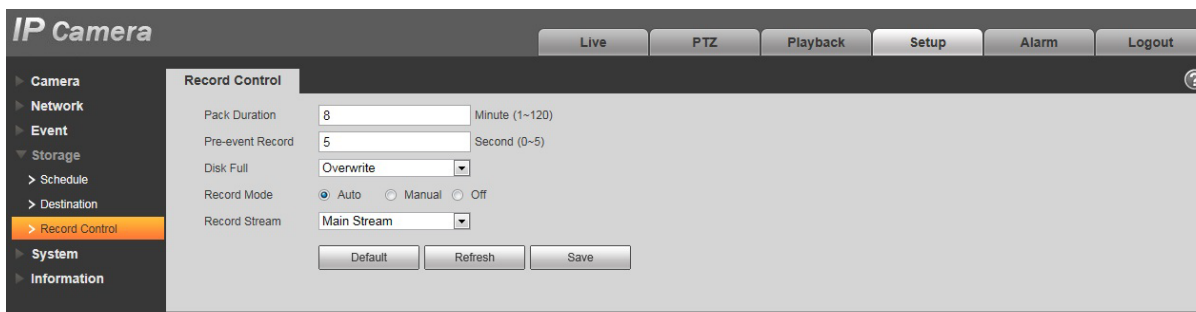 IP Camera
Live PTZ Playback Setup Alarm Logout
Camera
Network
Event
Storage
Schedule
Destination
Record Control
System
Information
Record Control
Pack Duration 8 Minute (1~120)
Pre-event Record 5 Second (0~5)
Disk Full Overwrite
Record Mode Auto Manual Off
Record Stream Main Stream
Default Refresh Save